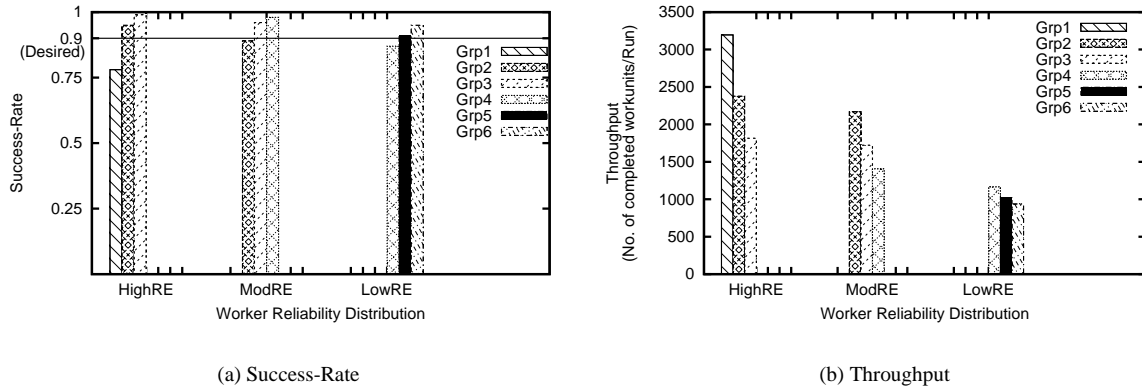 1
0.9
(Desired)
0.75
0.5
0.25
Success-Rate
Grp1
Grp2
Grp3
Grp4
Grp5
Grp6
HighRE ModRE LowRE
Worker Reliability Distribution
(a) Success-Rate
3500
3000
2500
2000
1500
1000
500
0
Throughput
(No. of completed workunits/Run)
Grp1
Grp2
Grp3
Grp4
Grp5
Grp6
HighRE ModRE LowRE
Worker Reliability Distribution
(b) Throughput